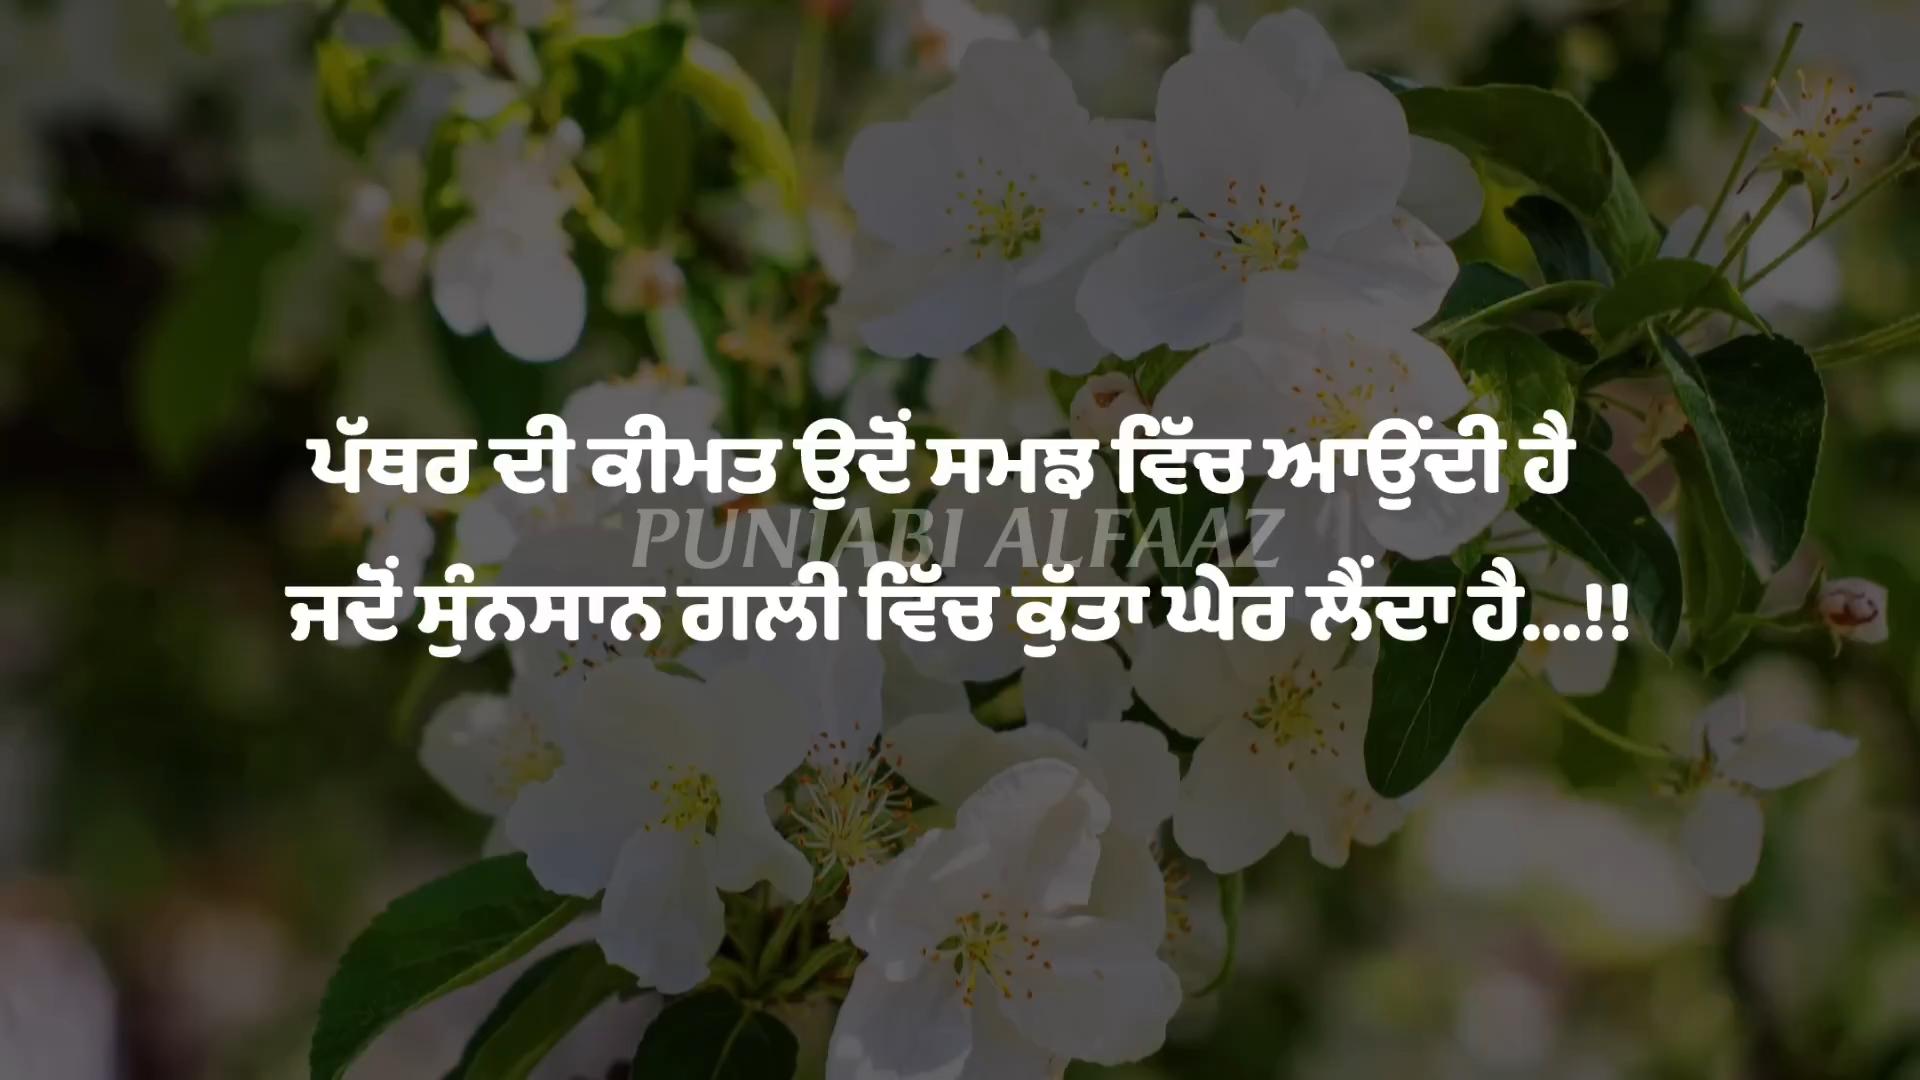 ਪੱਥਰ ਦੀ ਕੀਮਤ ਉਦੋਂ ਸਮਝ ਵਿੱਚ ਆਉਂਦੀ ਹੈ
PUNJABI ALFAAZ
ਜਦੋਂ ਸੁੰਨਸਾਨ ਗਲੀ ਵਿੱਚ ਕੁੱਤਾ ਘੇਰ ਲੈਂਦਾ ਹੈ...!!